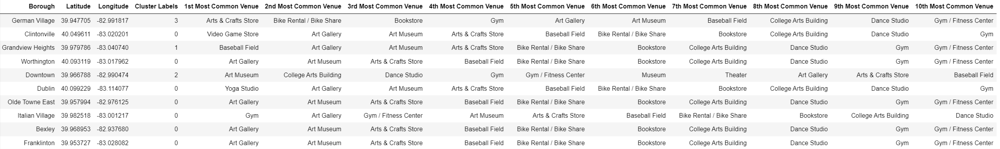 Borough Latitude Longitude Cluster Labels 1st Most Common Venue 2nd Most Common Venue 3rd Most Common Venue 4th Most Common Venue 5th Most Common Venue 6th Most Common Venue 7th Most Common Venue 8th Most Common Venue 9th Most Common Venue 10th Most Common Venue
German Village 39.947705 -82.991817 3 Arts & Crafts Store Bike Rental / Bike Share Bookstore Gym Art Gallery Art Museum Baseball Field College Arts Building Dance Studio Gym / Fitness Center
Clintonville 40.049611 -83.020201 0 Video Game Store Art Gallery Art Museum Arts & Crafts Store Baseball Field Bike Rental / Bike Share Bookstore College Arts Building Dance Studio Gym
Grandview Heights 39.979786 -83.040740 1 Baseball Field Art Gallery Art Museum Arts & Crafts Store Bike Rental / Bike Share Bookstore College Arts Building Dance Studio Gym Gym / Fitness Center
Worthington 40.093119 -83.017962 0 Art Gallery Art Museum Arts & Crafts Store Baseball Field Bike Rental / Bike Share Bookstore College Arts Building Dance Studio Gym Gym / Fitness Center
Downtown 39.966788 -82.990474 2 Art Museum College Arts Building Dance Studio Gym Gym / Fitness Center Museum Theater Art Gallery Arts & Crafts Store Baseball Field
Dublin 40.099229 -83.114077 0 Yoga Studio Art Gallery Art Museum Arts & Crafts Store Baseball Field Bike Rental / Bike Share Bookstore College Arts Building Dance Studio Gym
Olde Towne East 39.957994 -82.976125 0 Art Gallery Art Museum Arts & Crafts Store Baseball Field Bike Rental / Bike Share Bookstore College Arts Building Dance Studio Gym Gym / Fitness Center
Italian Village 39.982518 -83.001217 0 Gym Art Gallery Gym / Fitness Center Art Museum Arts & Crafts Store Baseball Field Bike Rental / Bike Share Bookstore College Arts Building Dance Studio
Bexley 39.968953 -82.937680 0 Art Gallery Art Museum Arts & Crafts Store Baseball Field Bike Rental / Bike Share Bookstore College Arts Building Dance Studio Gym Gym / Fitness Center
Franklinton 39.953727 -83.028082 0 Art Gallery Art Museum Arts & Crafts Store Baseball Field Bike Rental / Bike Share Bookstore College Arts Building Dance Studio Gym Gym / Fitness Center